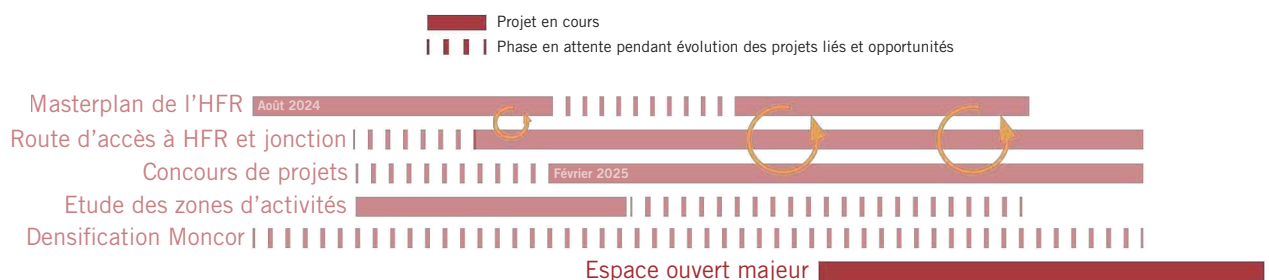 Projet en cours
Phase en attente pendant évolution des projets liés et opportunités
Masterplan de l'HFR Août 2024
Route d'accès à HFR et jonction
Concours de projets Février 2025
Etude des zones d'activités
Densification Moncor
Espace ouvert majeur